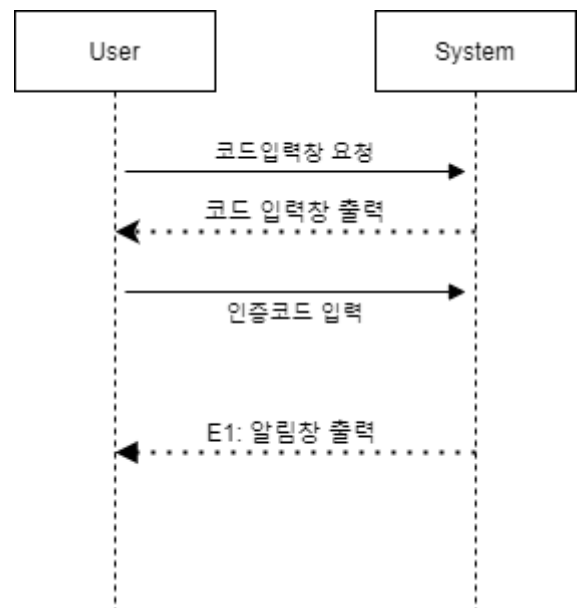 User
System
코드입력창 요청
코드 입력창 출력
인증코드 입력
E1: 알림창 출력